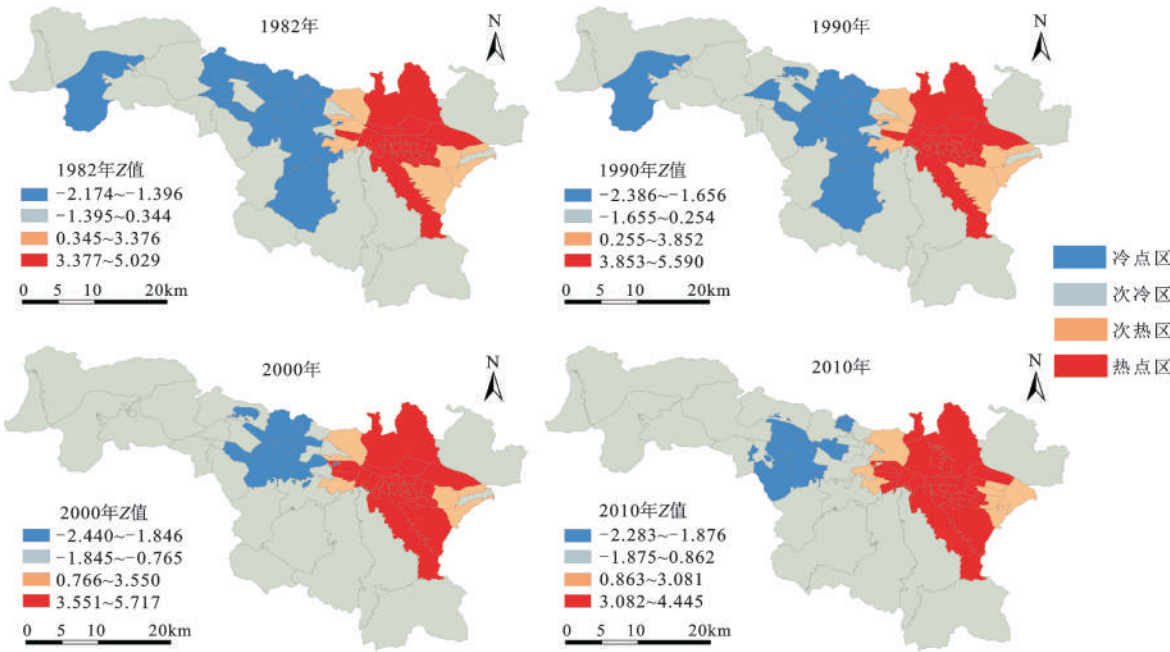 1982年
N
1982年Z值
−2.174~−1.396
−1.395~0.344
0.345~3.376
3.377~5.029
0 5 10 20km
1990年
N
1990年Z值
−2.386~−1.656
−1.655~0.254
0.255~3.852
3.853~5.590
0 5 10 20km
冷点区
次冷区
次热区
热点区
2000年
N
2000年Z值
−2.440~−1.846
−1.845~−0.765
0.766~3.550
3.551~5.717
0 5 10 20km
2010年
N
2010年Z值
−2.283~−1.876
−1.875~0.862
0.863~3.081
3.082~4.445
0 5 10 20km